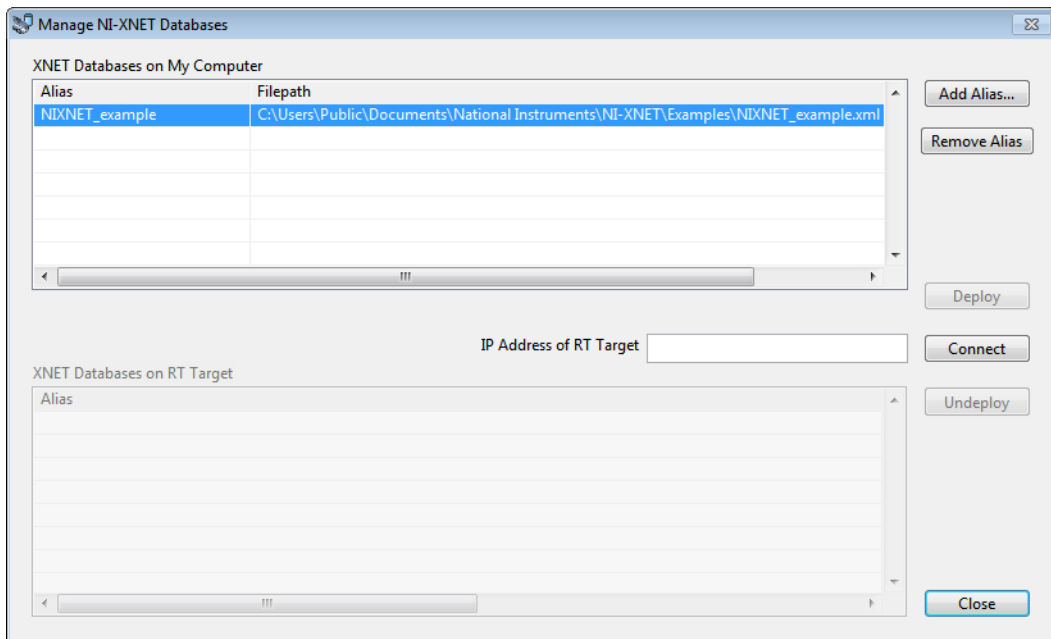 Manage NI-XNET Databases
XNET Databases on My Computer
Alias Filepath
NIXNET_example C:\Users\Public\Documents\National Instruments\NI-XNET\Examples\NIXNET_example.xml
Add Alias...
Remove Alias
Deploy
IP Address of RT Target
Connect
XNET Databases on RT Target
Alias
Undeploy
Close